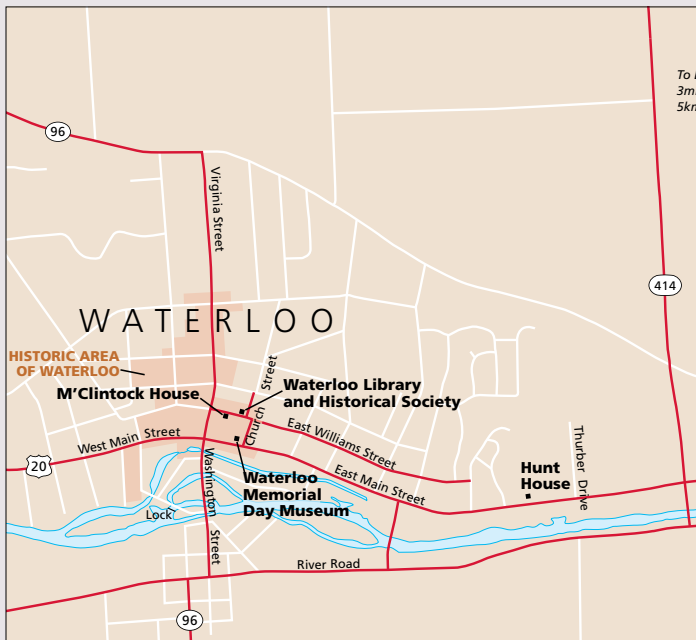 To
3m
5km
96
Virginia Street
414
WATERLOO
HISTORIC AREA
OF WATERLOO
M'Clintock House
Waterloo Library
and Historical Society
Church Street
East Williams Street
West Main Street
20
East Main Street
Thurber Drive
Hunt
House
Waterloo
Memorial
Day Museum
Washington Street
Lock
River Road
96